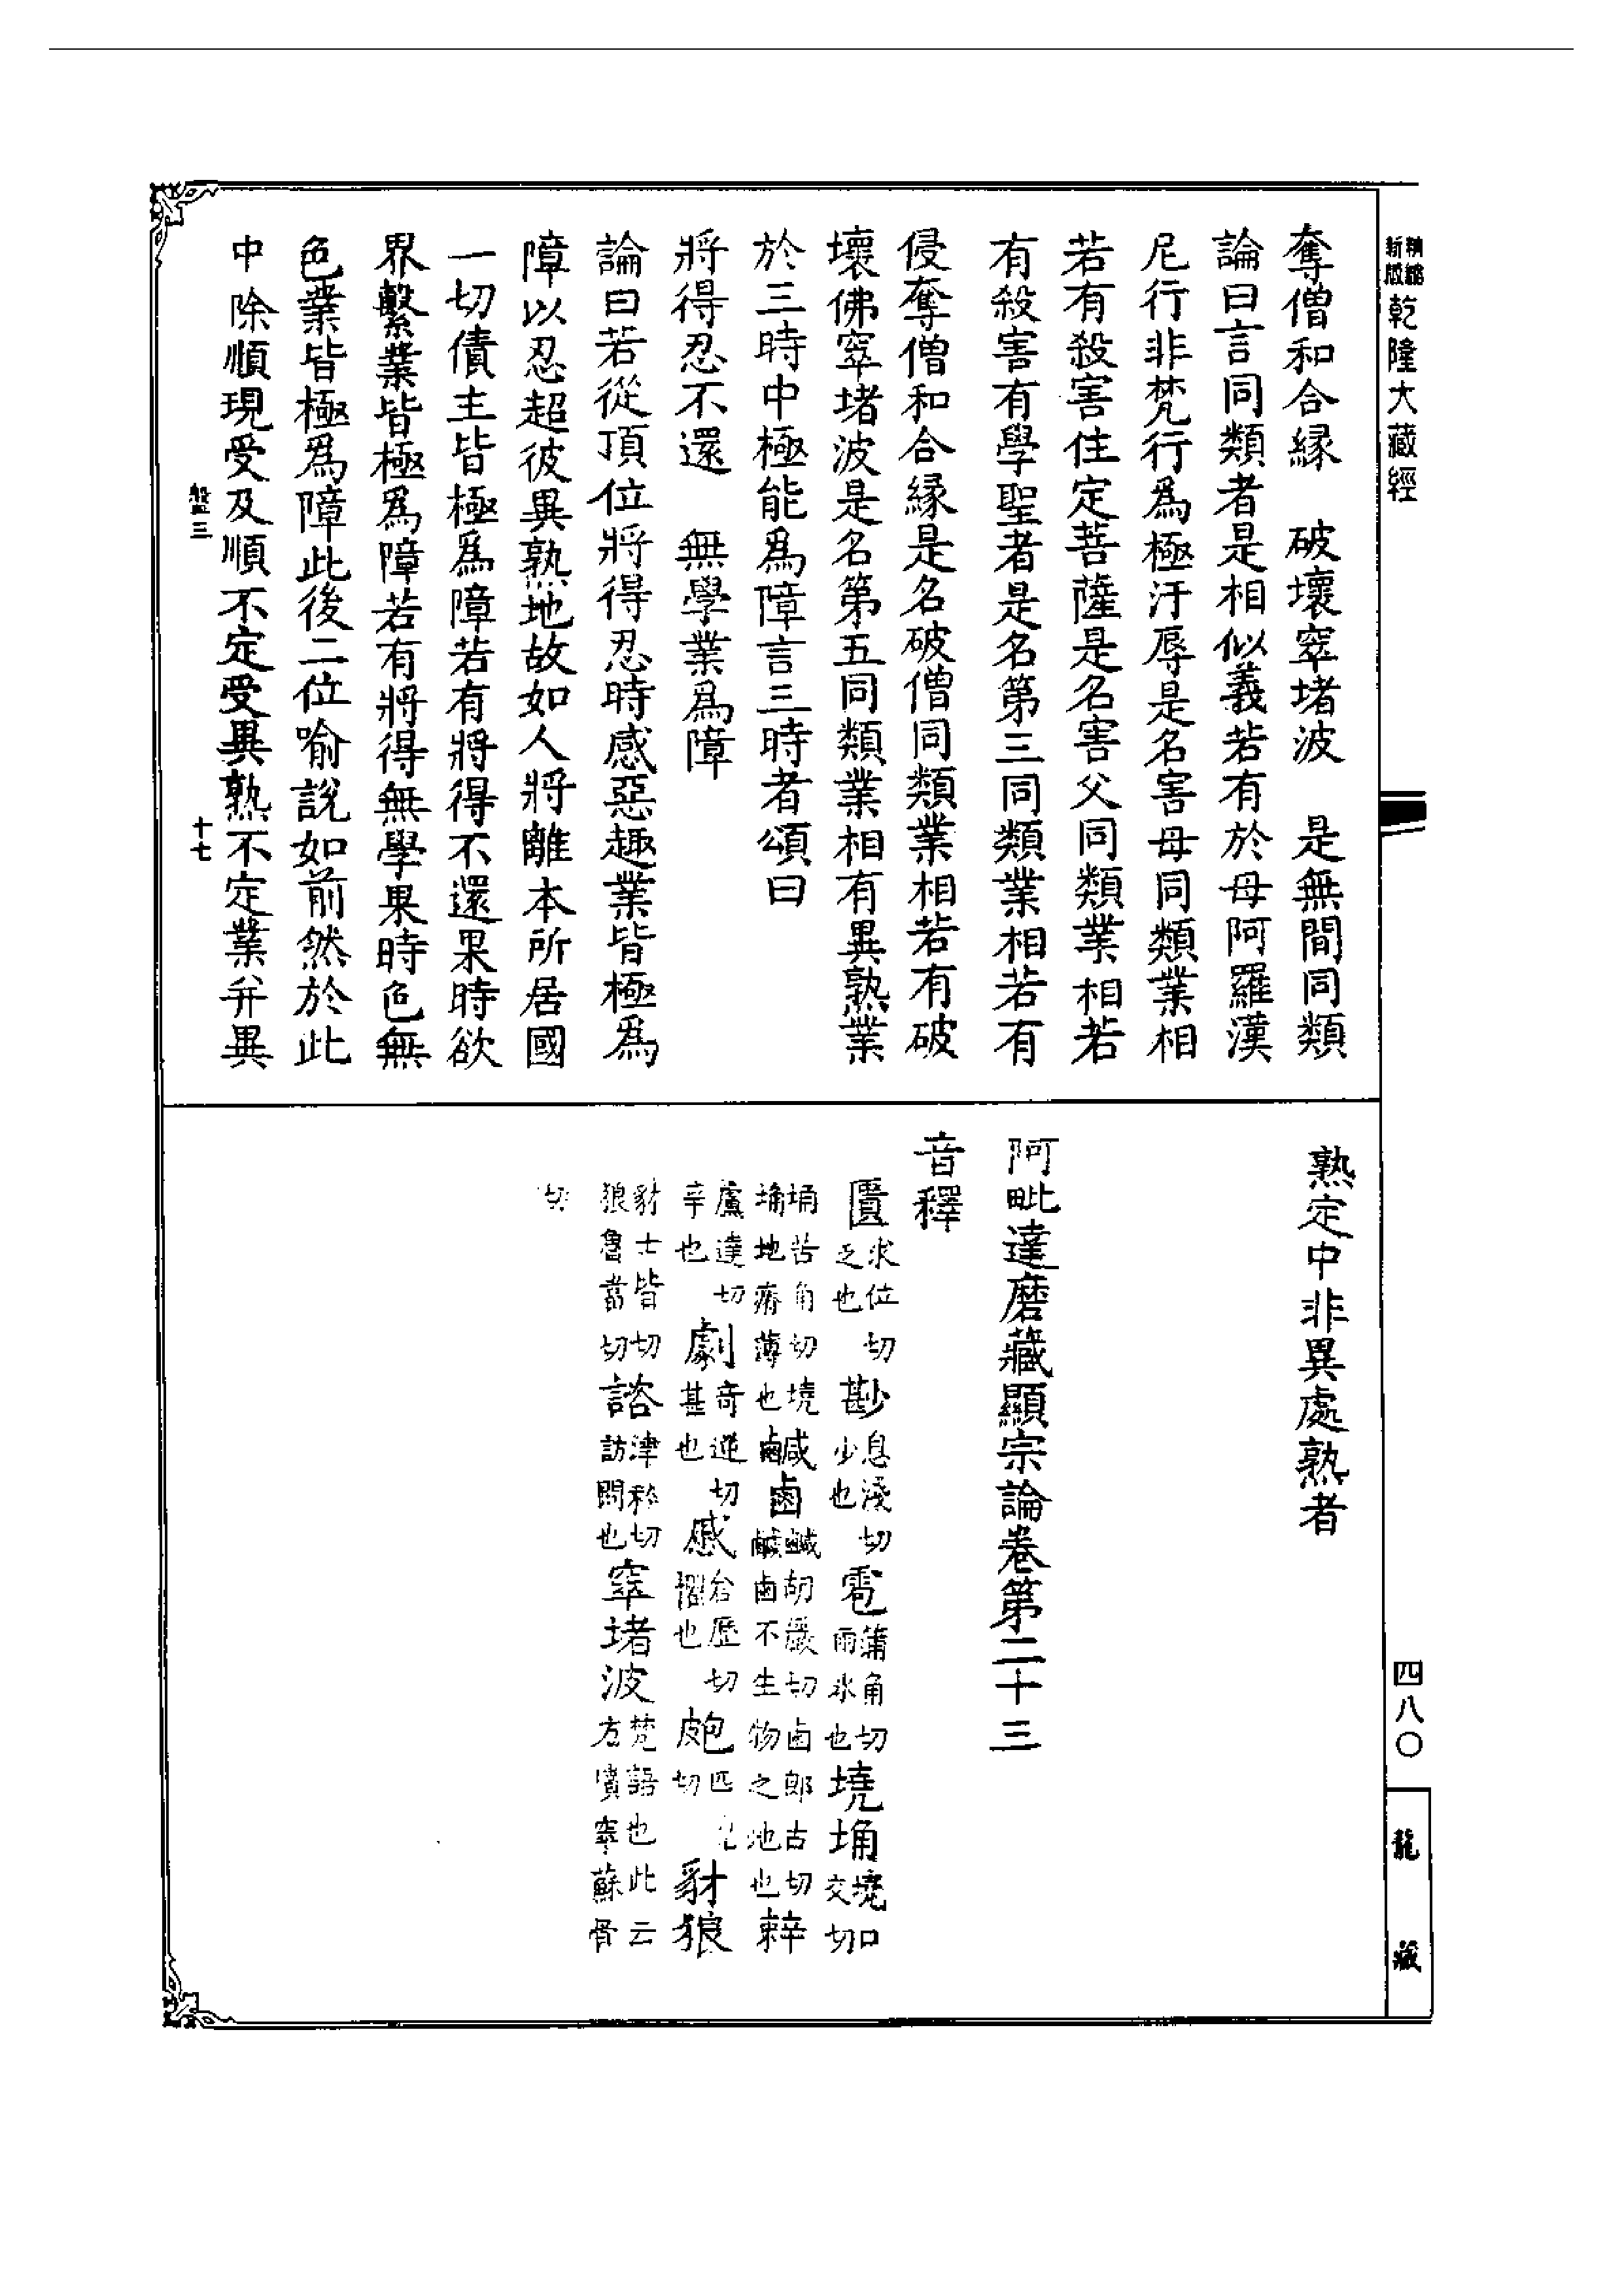 精縮新版乾隆大藏經
奪僧和合緣　破壞窣堵波　是無間同類
論曰言同類者是相似義若有於母阿羅漢
尼行非梵行爲極汙辱是名害母同類業相
若有殺害住定菩薩是名害父同類業相若
有殺害有學聖者是名第三同類業相若有
侵奪僧和合緣是名破僧同類業相若有破
壞佛窣堵波是名第五同類業相有異熟業
於三時中極能爲障言三時者頌曰
將得忍不還　無學業爲障
論曰若從頂位將得忍時感惡趣業皆極爲
障以忍超彼異熟地故如人將離本所居國
一切債主皆極爲障若有將得不還果時欲
界繫業皆極爲障若有將得無學果時色無
色業皆極爲障此後二位喻說如前然於此
中除順現受及順不定受異熟不定業并異
盤三　十七
熟定中非異處熟者
阿毗達磨藏顯宗論卷第二十三
音釋
匱求位切乏也尠息淺切少也雹蒲角切雨氷也墝埆墝口交切
埆苦角切墝埆地瘠薄也鹹鹵鹹胡嵒切鹵郎古切鹹鹵不生物之地也辢
盧達切辛也劇奇逆切甚也慼倉歷切懼也皰匹皃切豺狼
豺士皆切狼魯當切諮津私切訪問也窣堵波梵語也此云方墳窣蘇骨
切
四八〇
龍藏